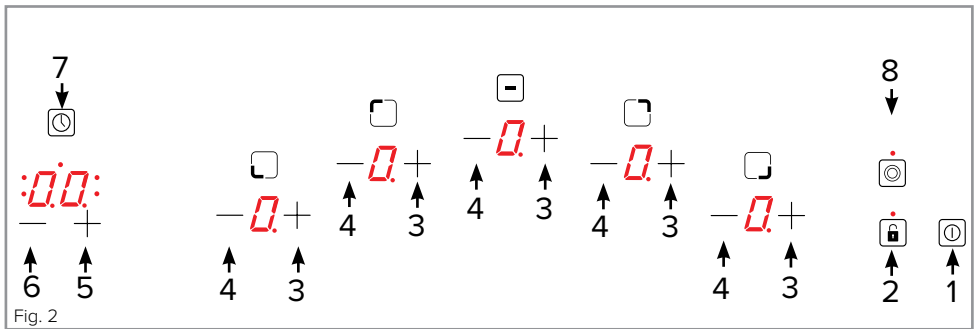 7 8
- 0. +
- 0. + - 0. +
4 3
:0.0.: 4 3 4 3
- + - 0. + - 0. +
6 5 4 3 4 3 2 1
Fig. 2